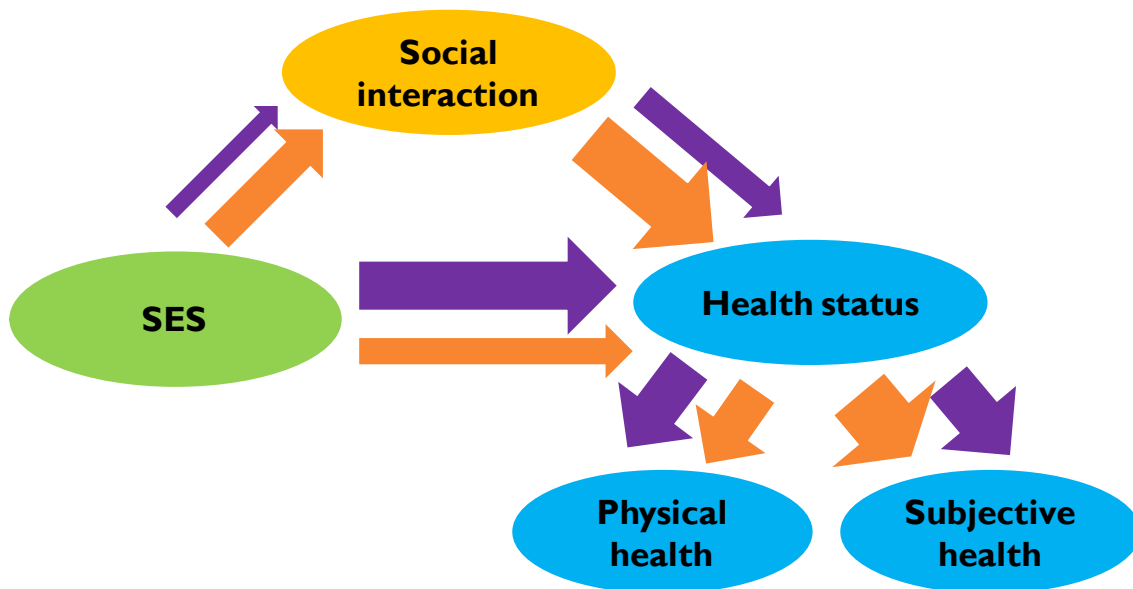 Social
interaction
SES
Health status
Physical
health
Subjective
health